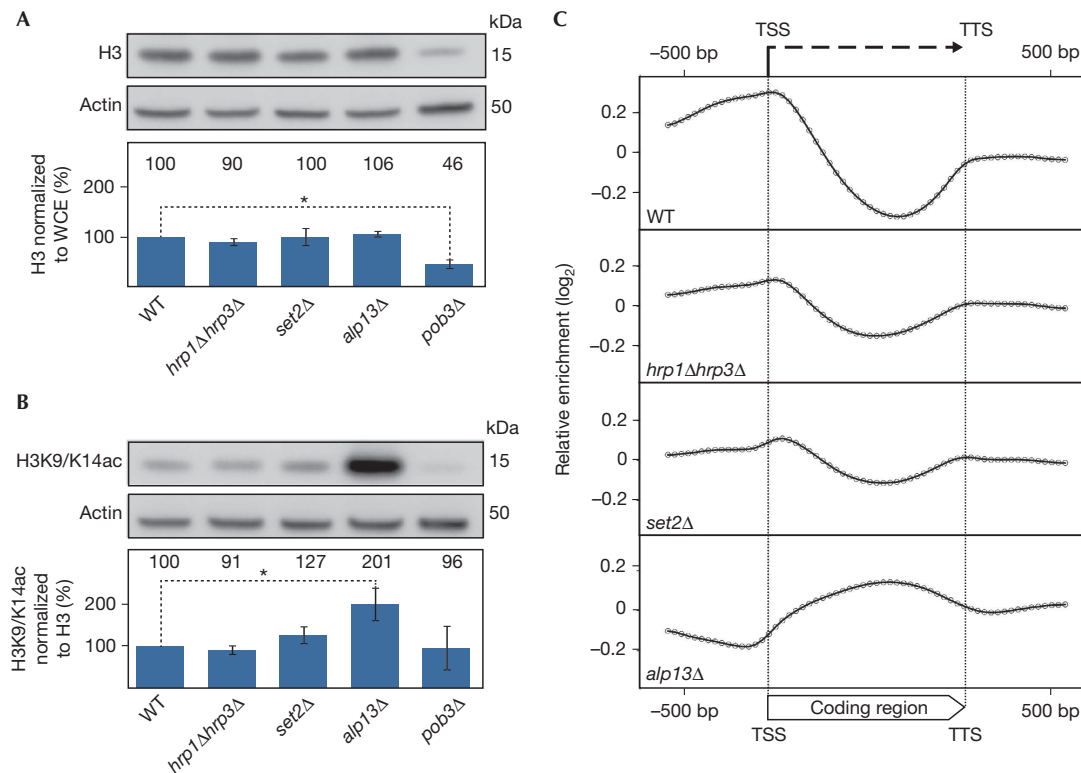 A
kDa
H3
15
Actin
50
H3 normalized
to WCE (%)
200
100
100 90 100 106 46
*
WT
hrp1Δhrp3Δ
set2Δ
alp13Δ
pob3Δ
B
kDa
H3K9/K14ac
15
Actin
50
H3K9/K14ac
normalized
to H3 (%)
200
100
100 91 127 201 96
*
WT
hrp1Δhrp3Δ
set2Δ
alp13Δ
pob3Δ
C
TSS TTS
–500 bp 500 bp
Relative enrichment (log2)
0.2
0
–0.2
WT
0.2
0
–0.2
hrp1Δhrp3Δ
0.2
0
–0.2
set2Δ
0.2
0
–0.2
alp13Δ
–500 bp Coding region 500 bp
TSS TTS